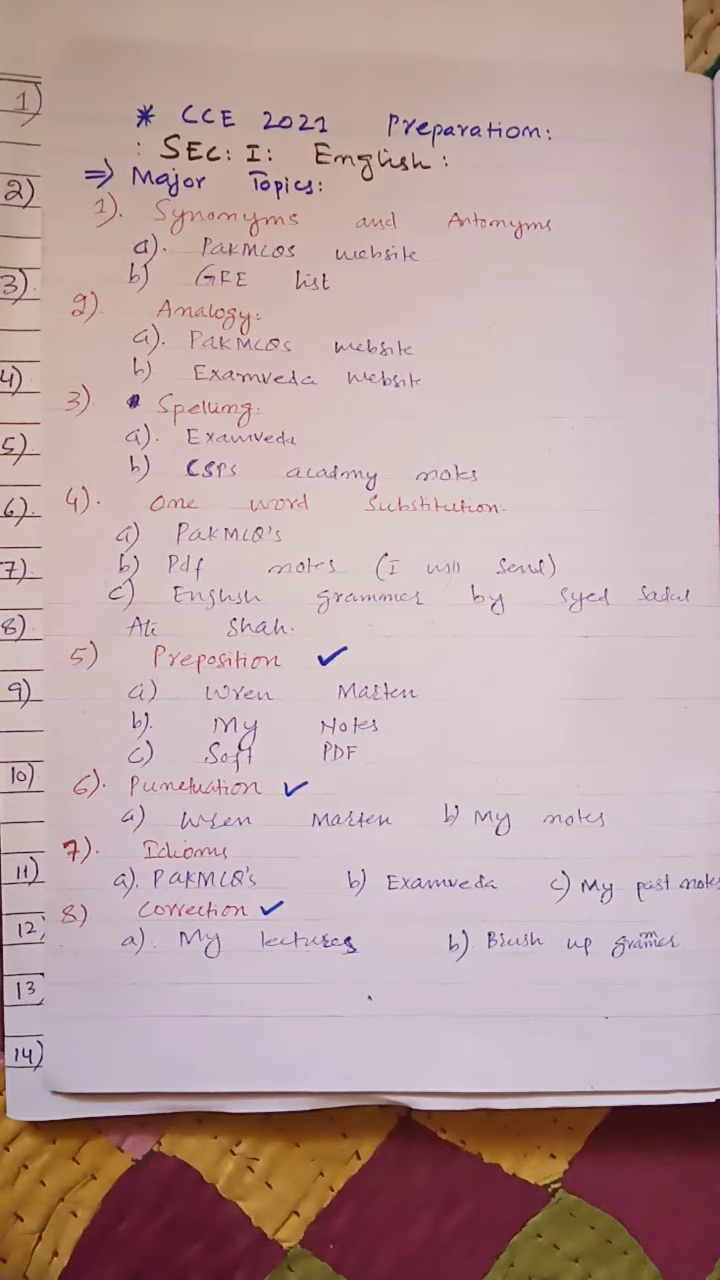 * CCE 2021 Preparation:
: SEC: I: English:
⇒ Major Topics:
1). Synonyms and Antonyms
a). PakMCQs website
b) GRE list
2). Analogy:
a). PakMCQs website
b) Examveda website
3). Spelling:
a). Examveda
b) CSPS acadmy notes
4). One word Substitution.
a) PakMCQ's
b) Pdf notes (I will send)
c) English grammer by Syed Sadat
Ali Shah.
5) Preposition ✓
a) Wren Marten
b). My Notes
c) Soft PDF
6). Punctuation ✓
a) Wren Marten b) My notes
7). Idioms
a). PAKMCQ's b) Examveda c) My past notes
8) Correction ✓
a). My lectures b) Brush up grammer
1)
2)
3).
4)
5).
6).
7).
8)
9)
10)
11)
12)
13
14)